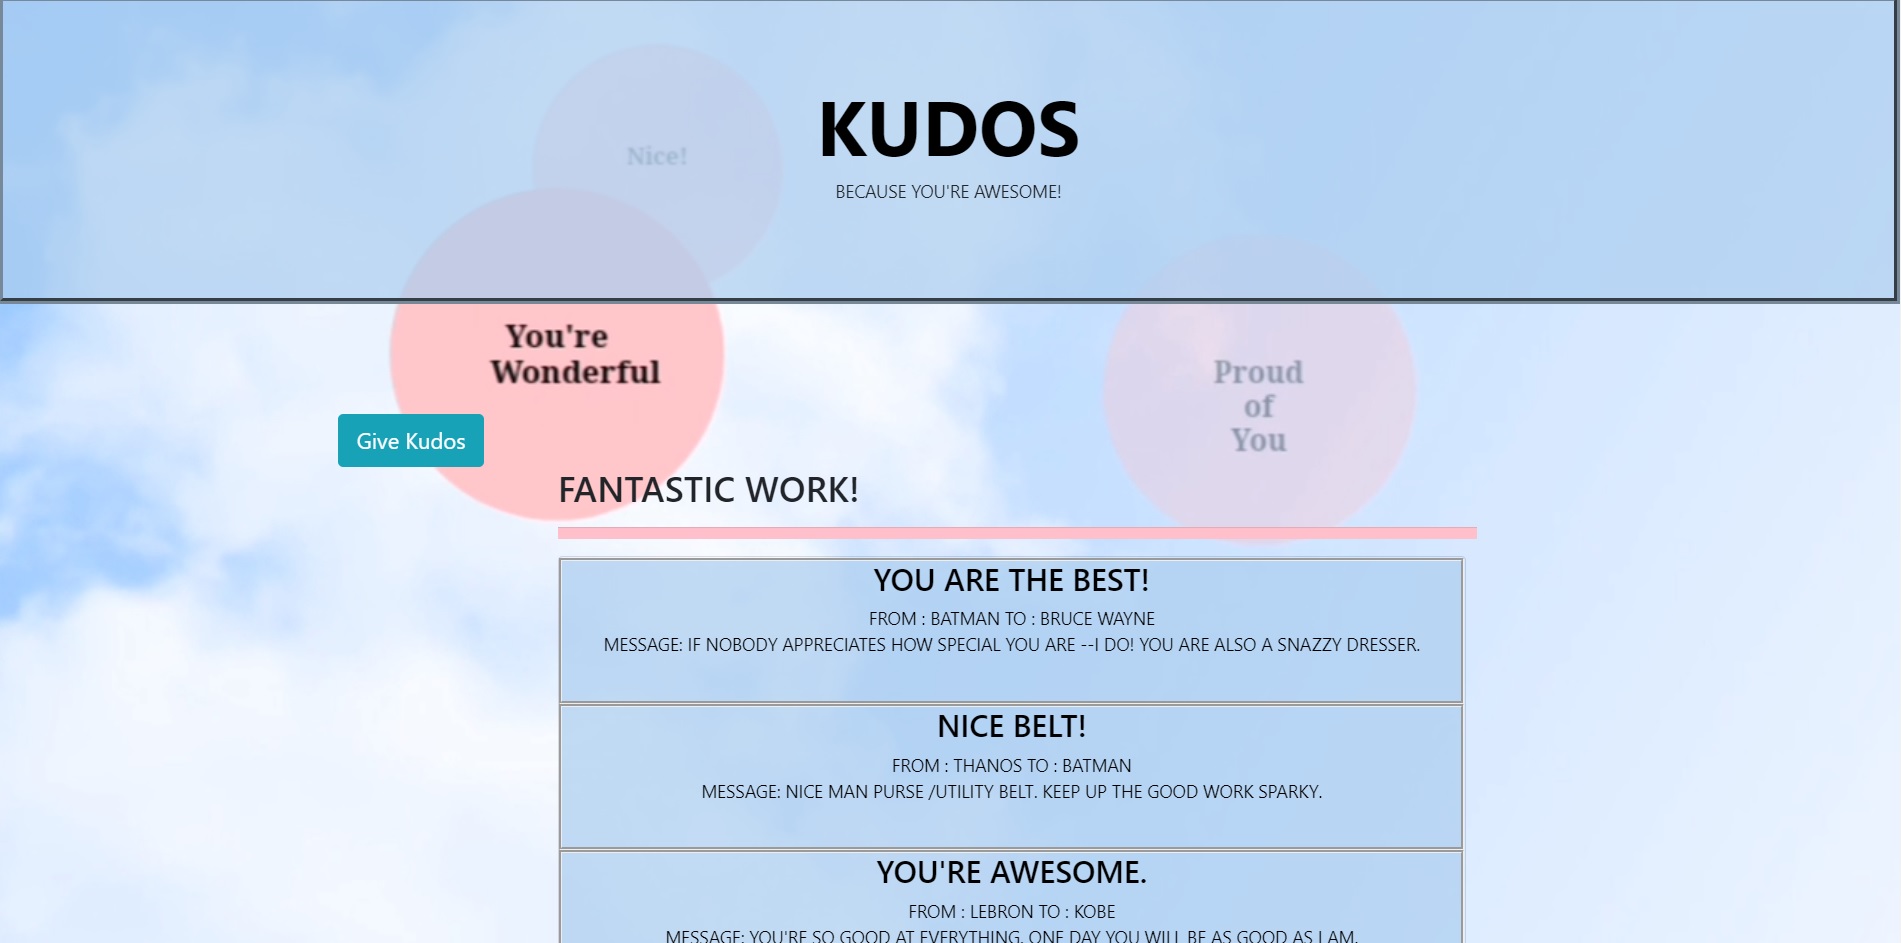 KUDOS
BECAUSE YOU'RE AWESOME!
Nice!
You're
Wonderful
Proud
of
You
Give Kudos
FANTASTIC WORK!
YOU ARE THE BEST!
FROM : BATMAN TO : BRUCE WAYNE
MESSAGE: IF NOBODY APPRECIATES HOW SPECIAL YOU ARE --I DO! YOU ARE ALSO A SNAZZY DRESSER.
NICE BELT!
FROM : THANOS TO : BATMAN
MESSAGE: NICE MAN PURSE /UTILITY BELT. KEEP UP THE GOOD WORK SPARKY.
YOU'RE AWESOME.
FROM : LEBRON TO : KOBE
MESSAGE: YOU'RE SO GOOD AT EVERYTHING. ONE DAY YOU WILL BE AS GOOD AS I AM.